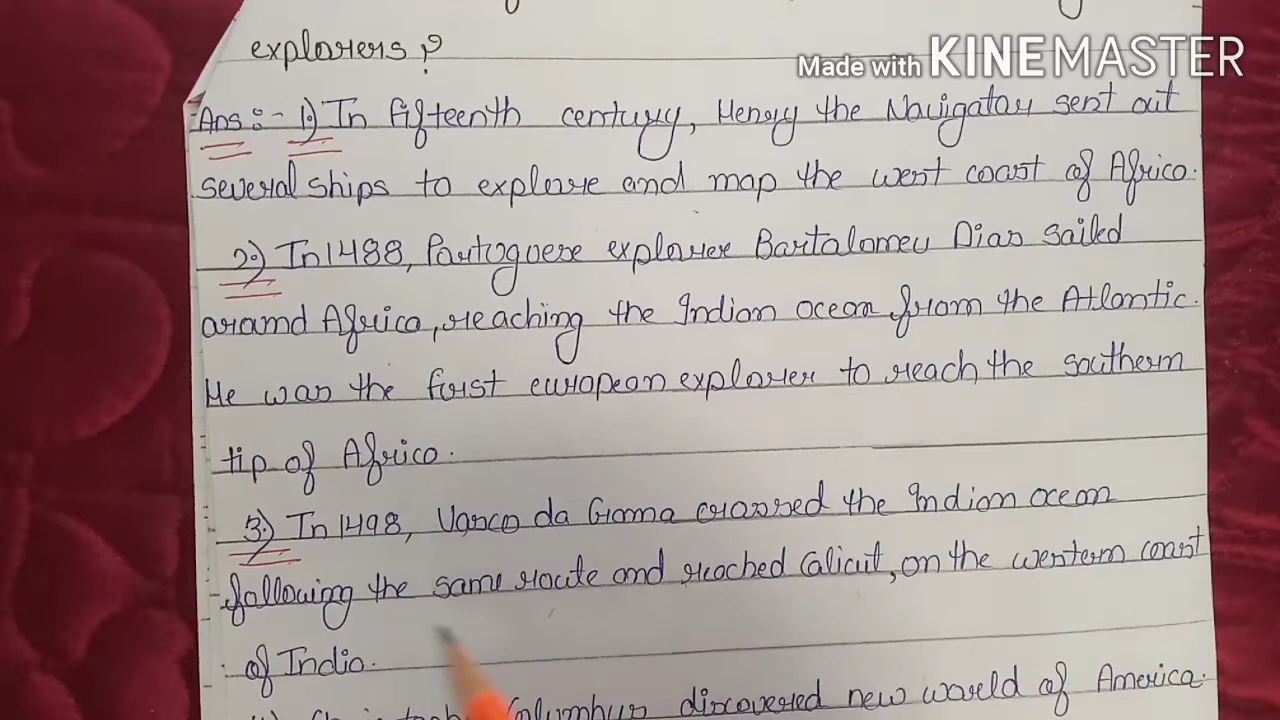 explorers?
Made with KINEMASTER
Ans:- 1) In fifteenth century, Henry the Navigator sent out
several ships to explore and map the west coast of Africa.
2) In 1488, Portuguese explorer Bartalomeu Dias sailed
around Africa, reaching the Indian ocean from the Atlantic.
He was the first european explorer to reach the southern
tip of Africa.
3) In 1498, Vasco da Gama crossed the Indian ocean
following the same route and reached Calicut, on the western coast
of India.
Columbus discovered new world of America.